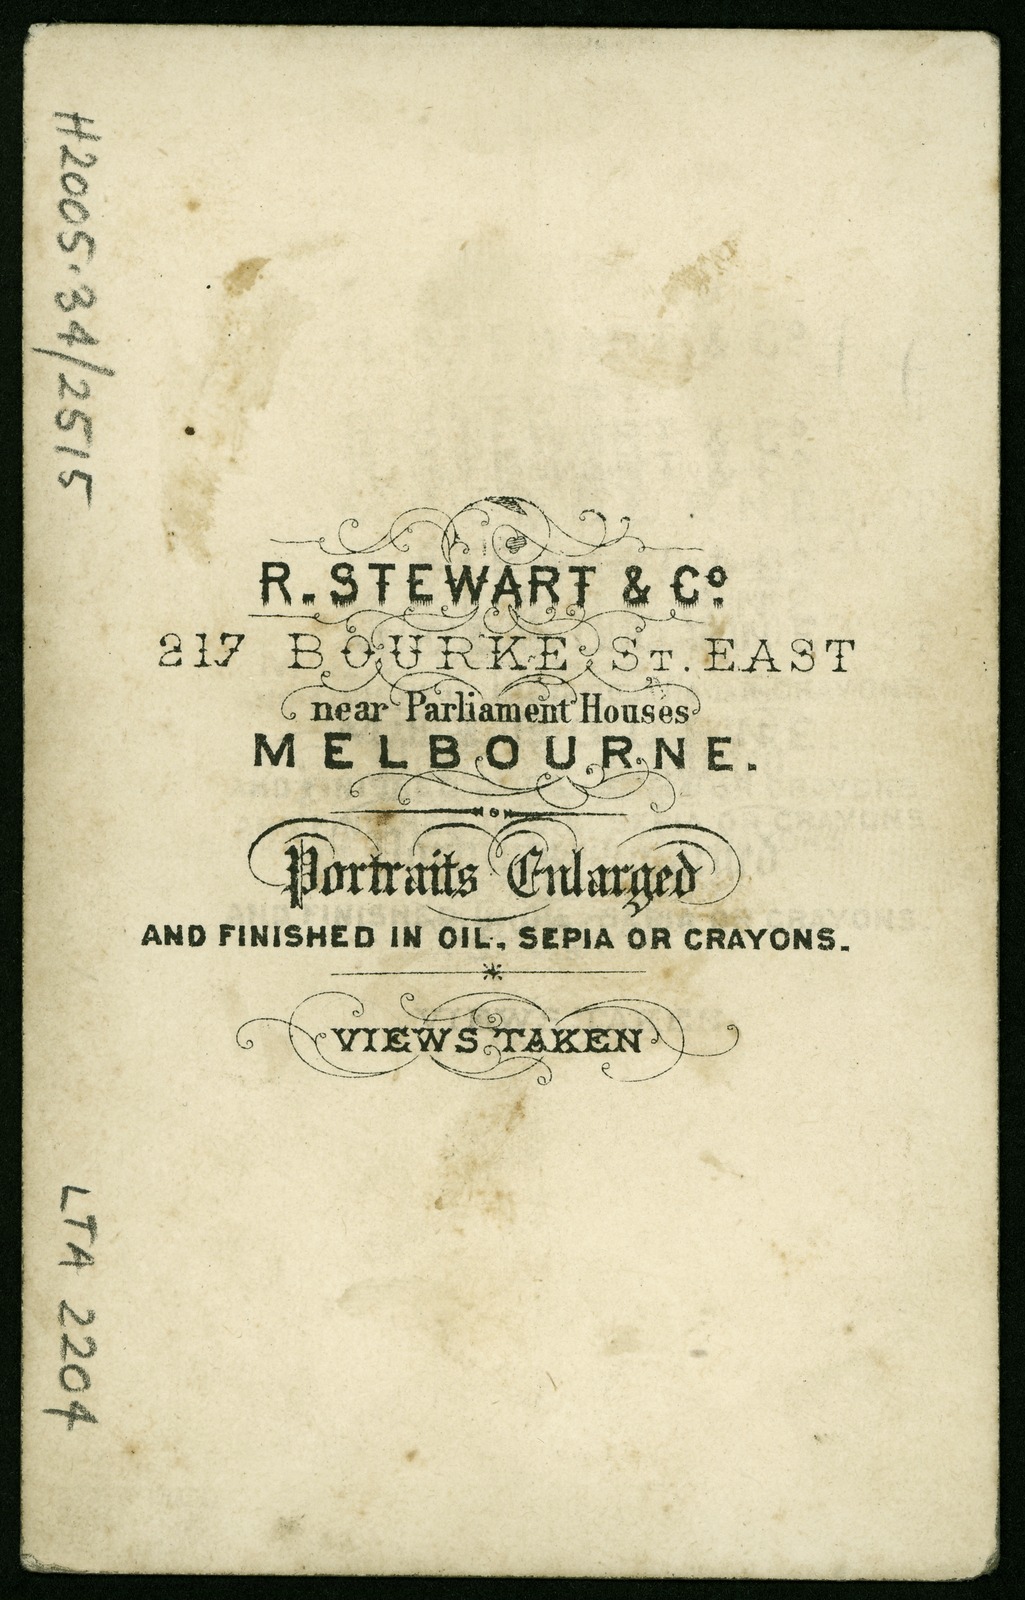 H2005.34/2515
R. STEWART & Co
217 BOURKE ST. EAST
near Parliament Houses
MELBOURNE.
Portraits Enlarged
AND FINISHED IN OIL, SEPIA OR CRAYONS.
VIEWS TAKEN
LTA 2204